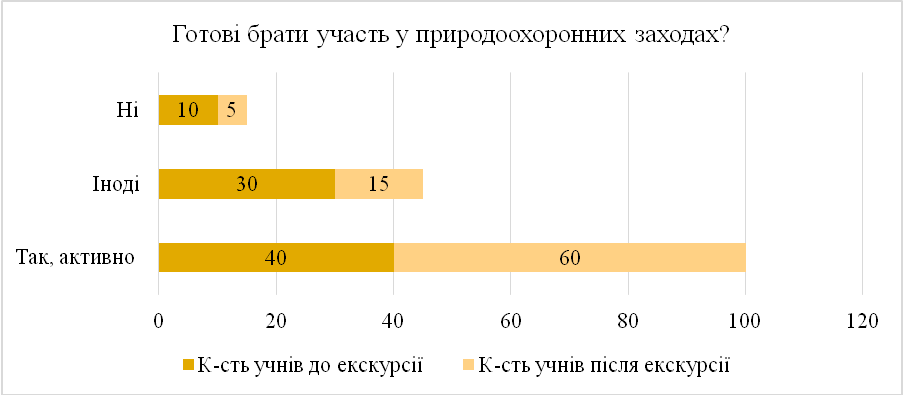 Готові брати участь у природоохоронних заходах?
Ні 10 5
Іноді 30 15
Так, активно 40 60
0 20 40 60 80 100 120
К-сть учнів до екскурсії К-сть учнів після екскурсії